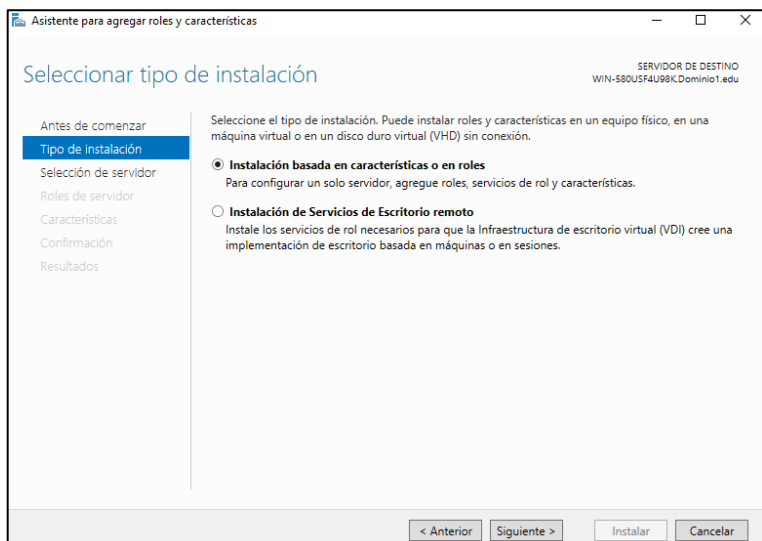 Asistente para agregar roles y características
Seleccionar tipo de instalación
SERVIDOR DE DESTINO
WIN-580USF4U98K.Dominio1.edu
Antes de comenzar
Tipo de instalación
Selección de servidor
Roles de servidor
Características
Confirmación
Resultados
Seleccione el tipo de instalación. Puede instalar roles y características en un equipo físico, en una
máquina virtual o en un disco duro virtual (VHD) sin conexión.
Instalación basada en características o en roles
Para configurar un solo servidor, agregue roles, servicios de rol y características.
Instalación de Servicios de Escritorio remoto
Instale los servicios de rol necesarios para que la Infraestructura de escritorio virtual (VDI) cree una
implementación de escritorio basada en máquinas o en sesiones.
< Anterior
Siguiente >
Instalar
Cancelar